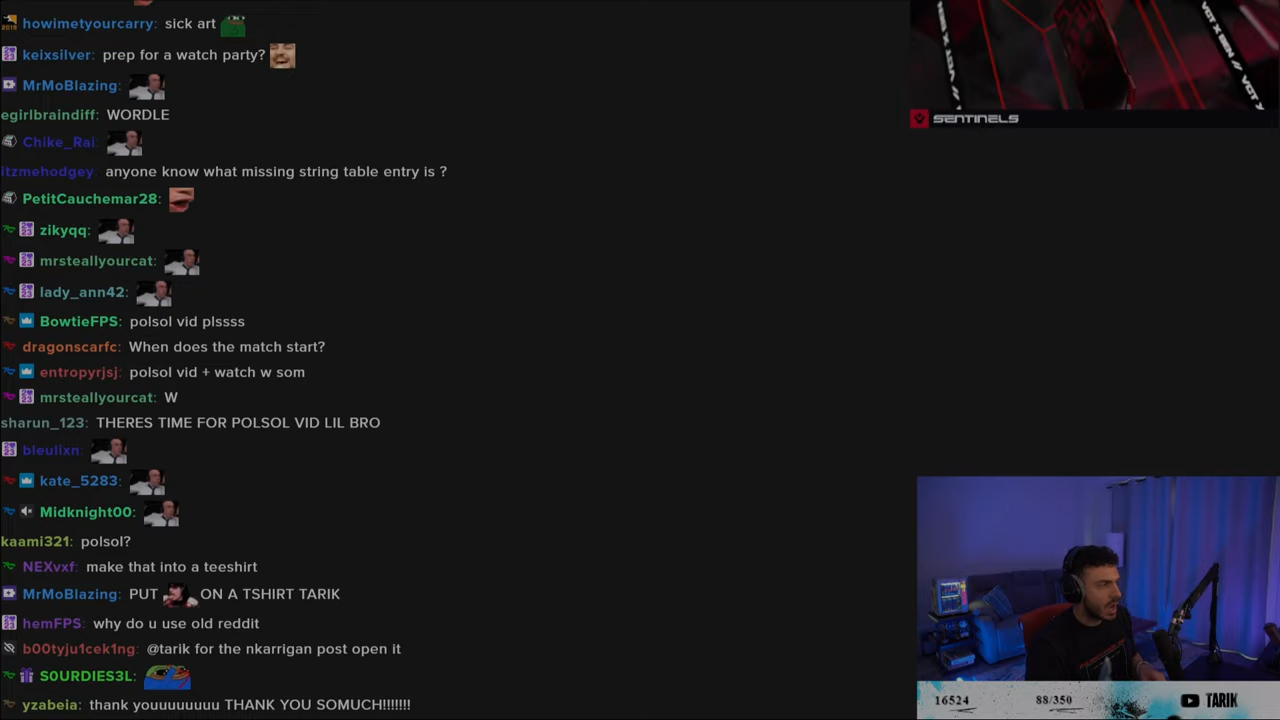 howimetyourcarry: sick art
keixsilver: prep for a watch party?
MrMoBlazing:
egirlbraindiff: WORDLE
Chike_Rai:
itzmehodgey: anyone know what missing string table entry is ?
PetitCauchemar28:
zikyqq:
mrsteallyourcat:
lady_ann42:
BowtieFPS: polsol vid plssss
dragonscarfc: When does the match start?
entropyrjsj: polsol vid + watch w som
mrsteallyourcat: W
sharun_123: THERES TIME FOR POLSOL VID LIL BRO
bleulixn:
kate_5283:
Midknight00:
kaami321: polsol?
NEXvxf: make that into a teeshirt
MrMoBlazing: PUT ON A TSHIRT TARIK
hemFPS: why do u use old reddit
b00tyju1cek1ng: @tarik for the nkarrigan post open it
S0URDIES3L:
yzabeia: thank youuuuuuuu THANK YOU SOMUCH!!!!!!!
VCT X SEN //
VCT X
SENTINELS
16524
88/350
TARIK